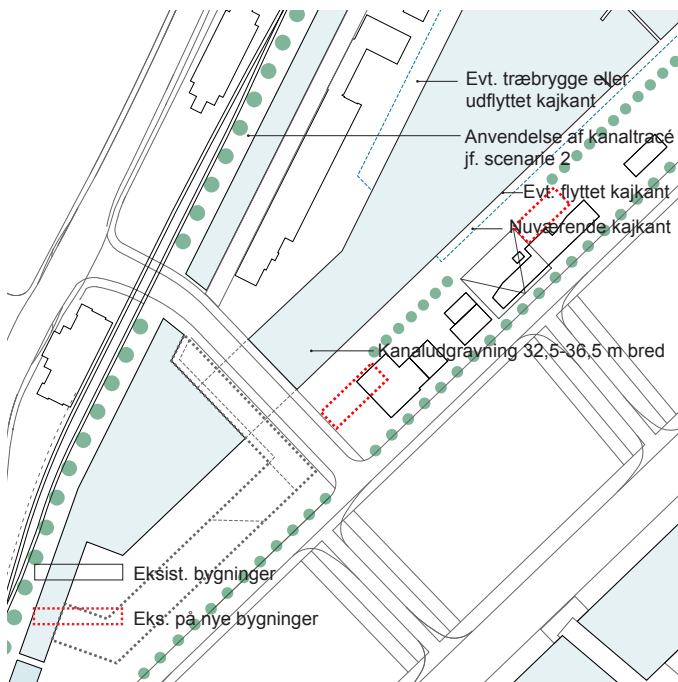 Evt. træbrygge eller
udflyttet kajkant
Anvendelse af kanaltracé
jf. scenarie 2
Evt. flyttet kajkant
Nuværende kajkant
Kanaludgravning 32,5-36,5 m bred
Eksist. bygninger
Eks. på nye bygninger